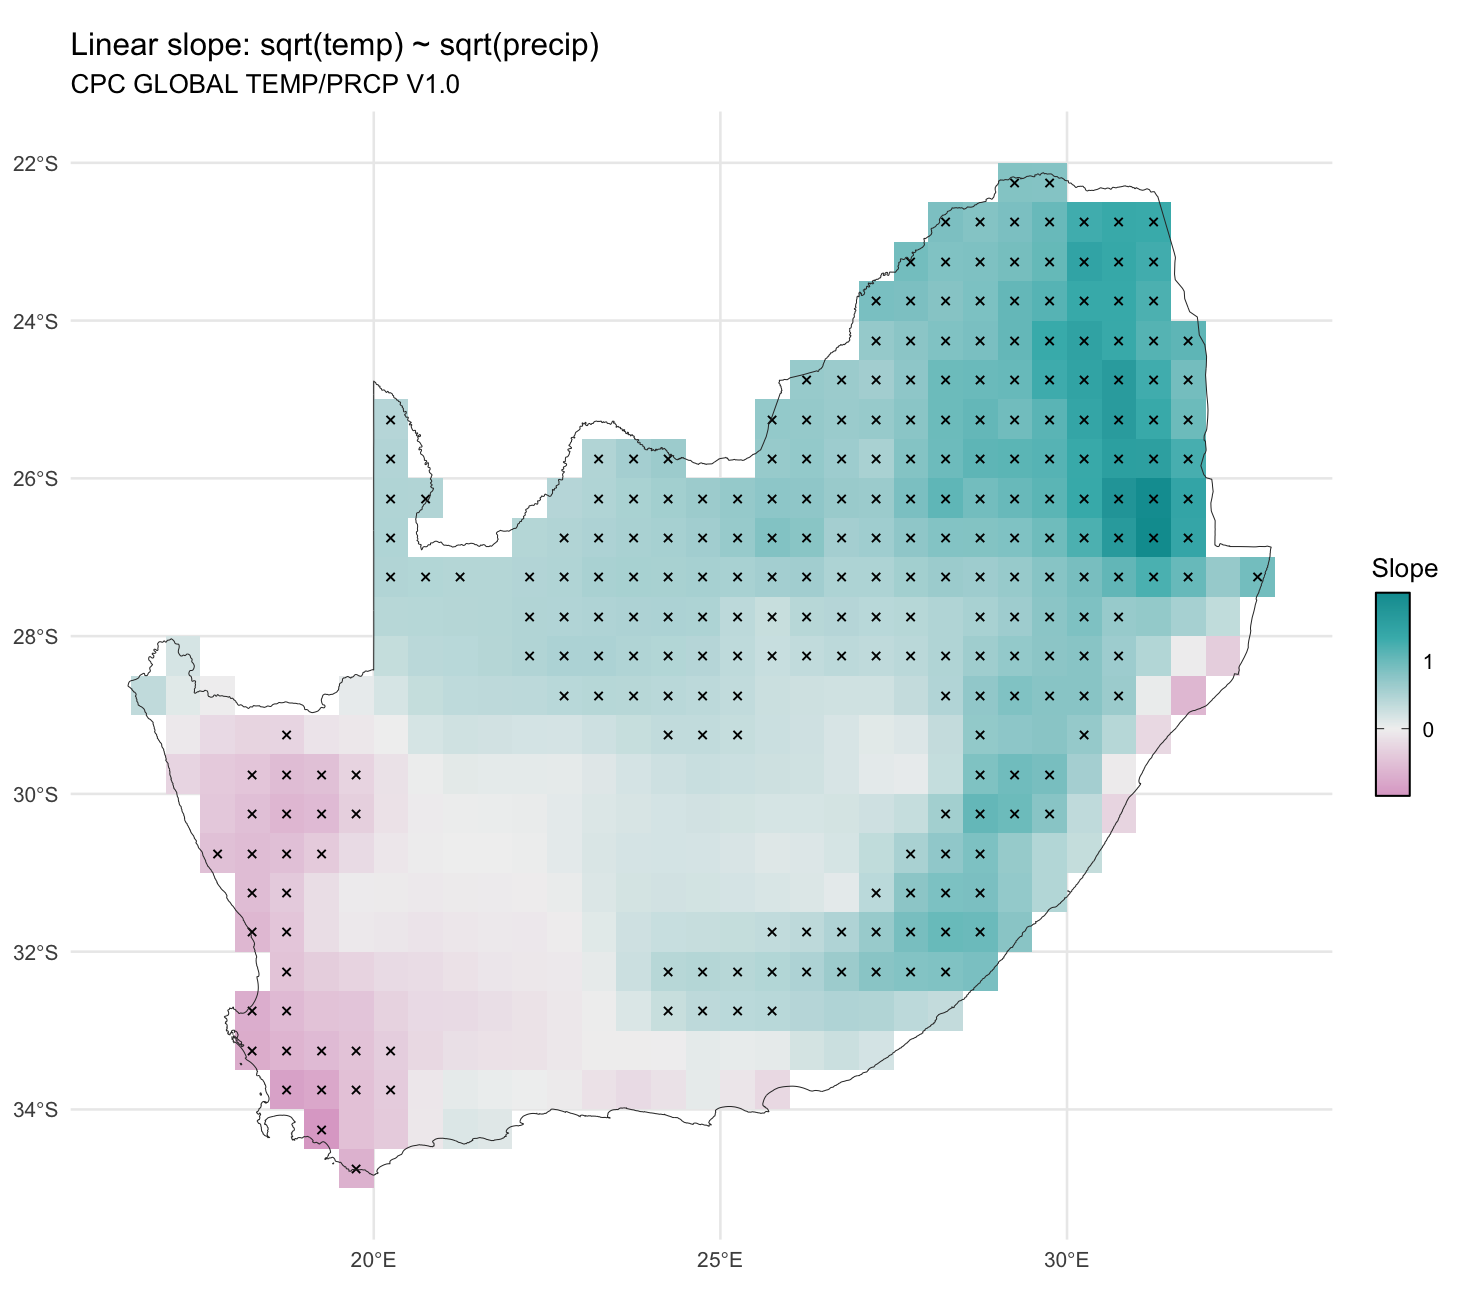 Linear slope: sqrt(temp) ~ sqrt(precip)
CPC GLOBAL TEMP/PRCP V1.0
22°S
24°S
26°S
28°S
30°S
32°S
34°S
20°E
25°E
30°E
Slope
1
0